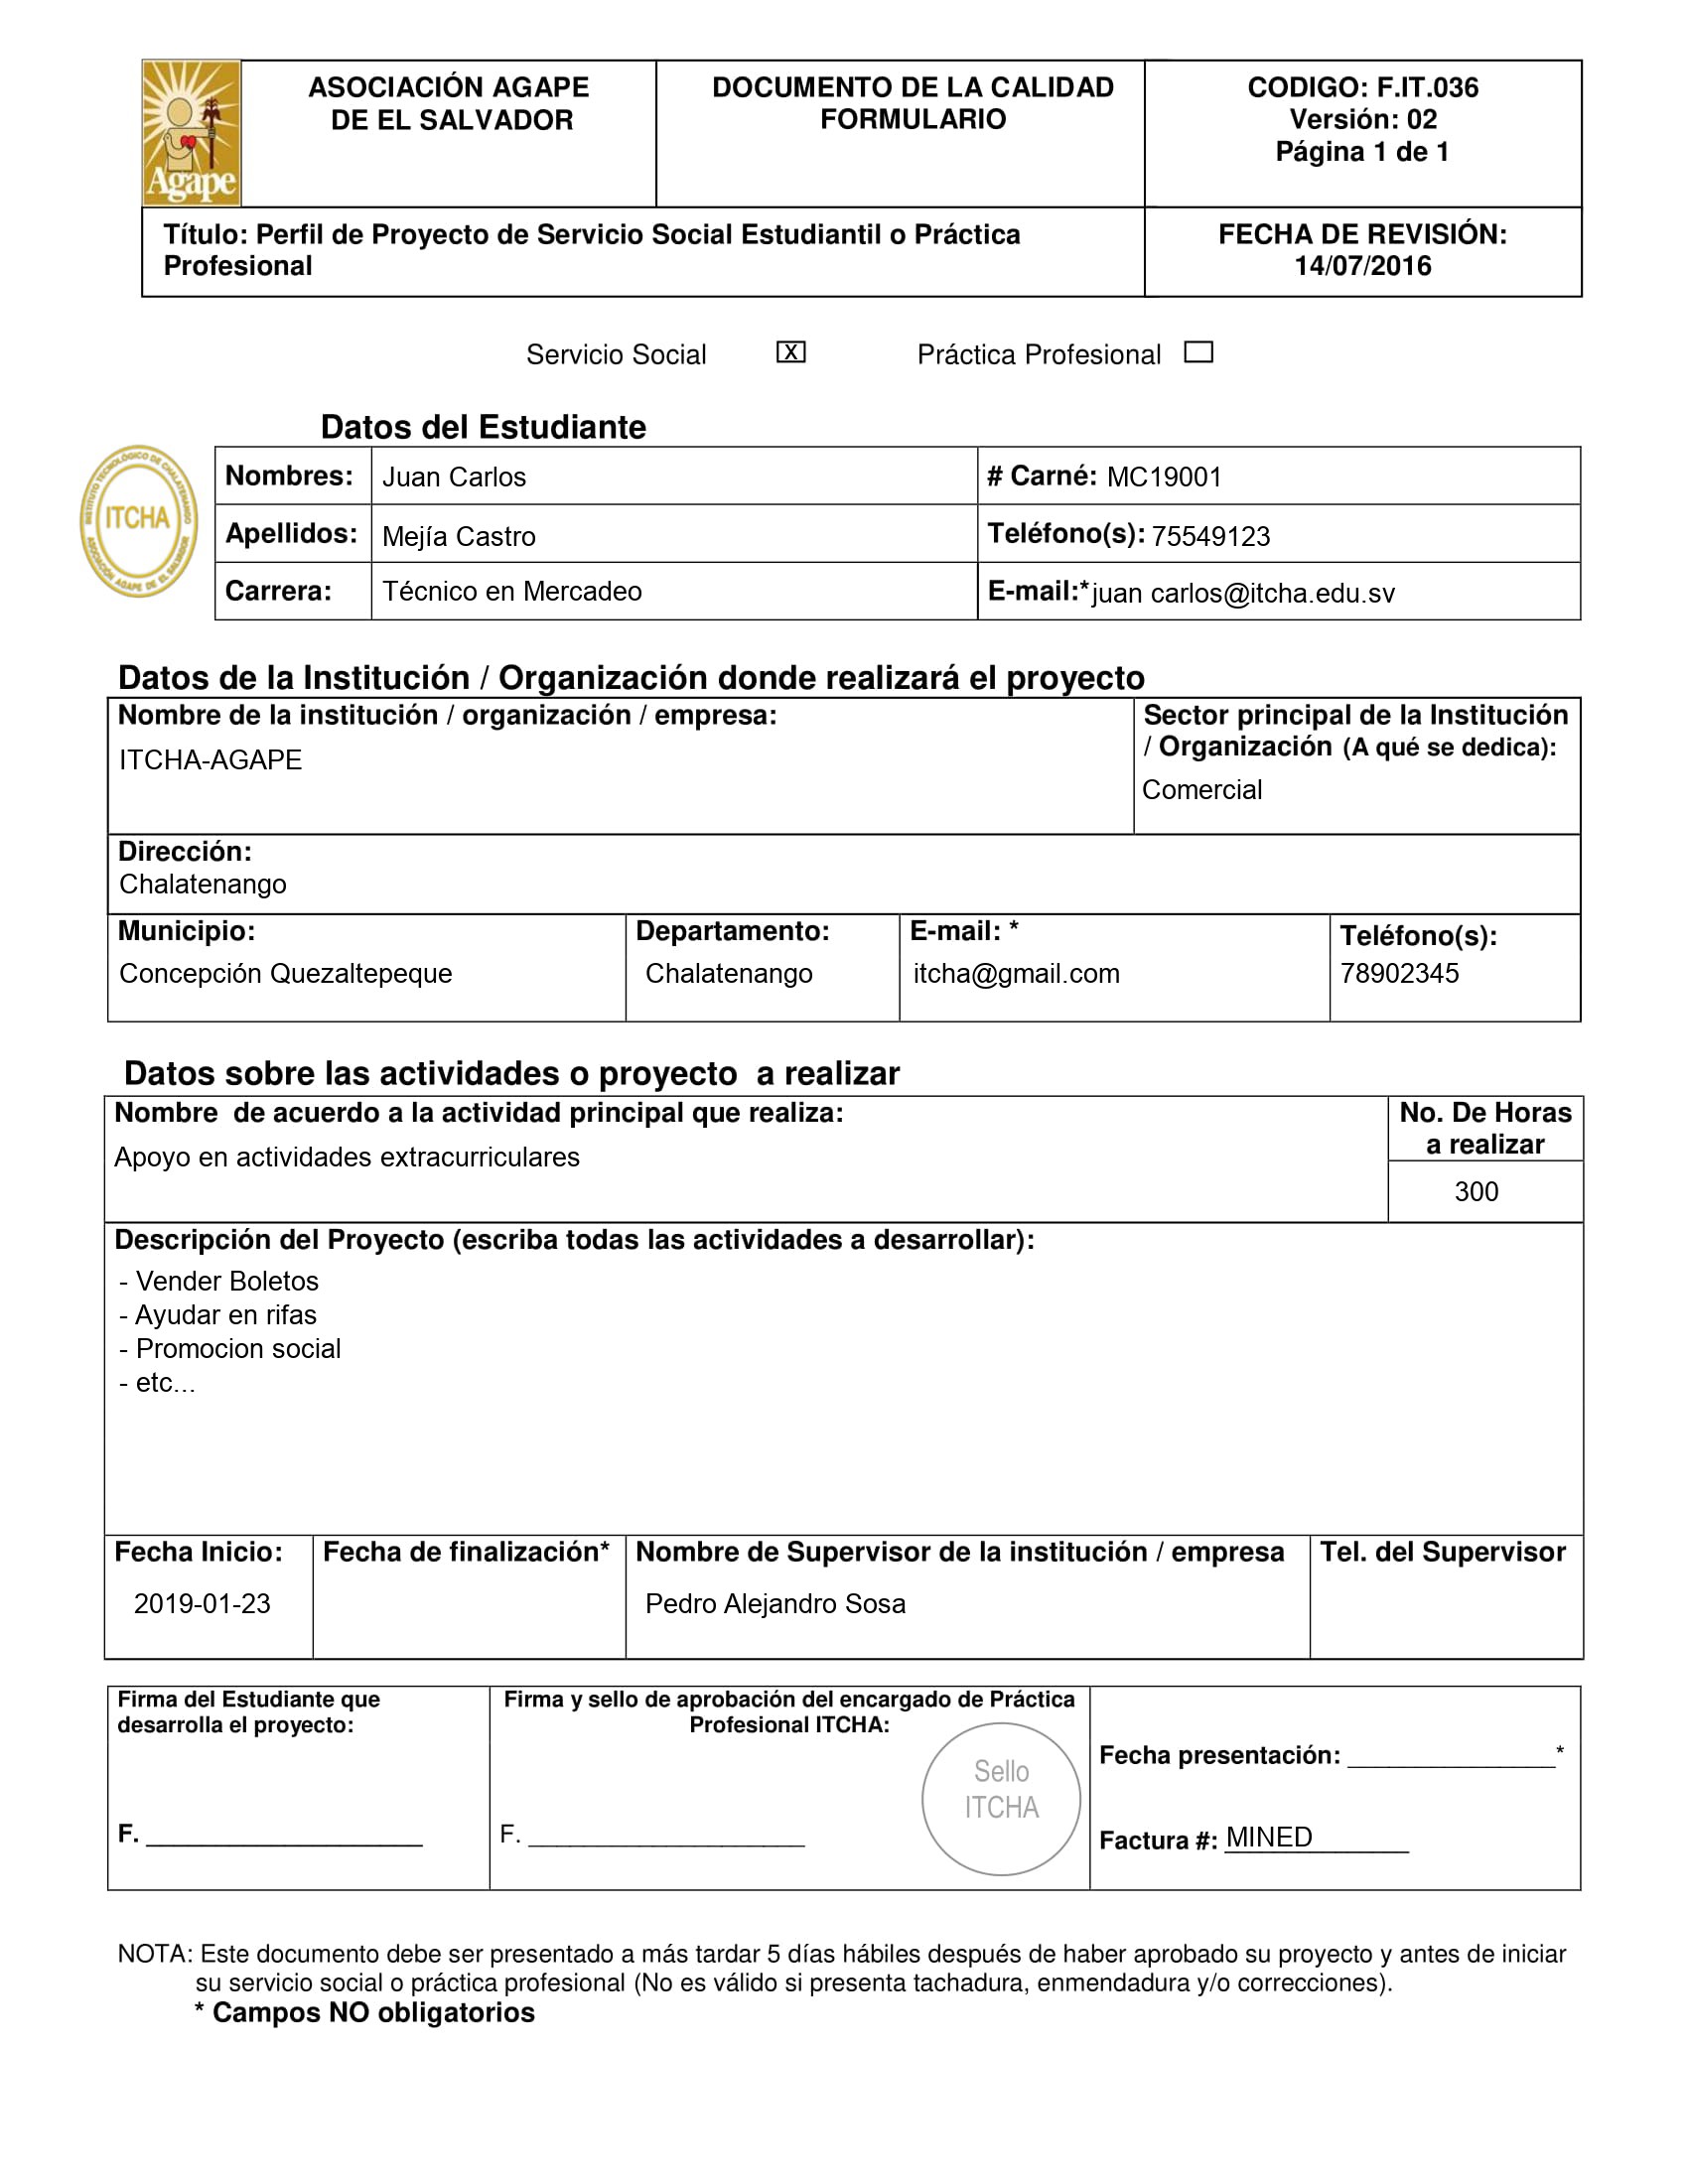 Agape
ASOCIACIÓN AGAPE
DE EL SALVADOR
DOCUMENTO DE LA CALIDAD
FORMULARIO
CODIGO: F.IT.036
Versión: 02
Página 1 de 1
Título: Perfil de Proyecto de Servicio Social Estudiantil o Práctica
Profesional
FECHA DE REVISIÓN:
14/07/2016
Servicio Social X Práctica Profesional
Datos del Estudiante
INSTITUTO TECNOLÓGICO DE CHALATENANGO
ITCHA
ASOCIACIÓN AGAPE DE EL SALVADOR
Nombres: Juan Carlos # Carné: MC19001
Apellidos: Mejía Castro Teléfono(s): 75549123
Carrera: Técnico en Mercadeo E-mail:* juan carlos@itcha.edu.sv
Datos de la Institución / Organización donde realizará el proyecto
Nombre de la institución / organización / empresa:
ITCHA-AGAPE
Sector principal de la Institución
/ Organización (A qué se dedica):
Comercial
Dirección:
Chalatenango
Municipio:
Concepción Quezaltepeque
Departamento:
Chalatenango
E-mail: *
itcha@gmail.com
Teléfono(s):
78902345
Datos sobre las actividades o proyecto a realizar
Nombre de acuerdo a la actividad principal que realiza:
Apoyo en actividades extracurriculares
No. De Horas
a realizar
300
Descripción del Proyecto (escriba todas las actividades a desarrollar):
- Vender Boletos
- Ayudar en rifas
- Promocion social
- etc...
Fecha Inicio:
2019-01-23
Fecha de finalización*
Nombre de Supervisor de la institución / empresa
Pedro Alejandro Sosa
Tel. del Supervisor
Firma del Estudiante que
desarrolla el proyecto:
F. ____________________
Firma y sello de aprobación del encargado de Práctica
Profesional ITCHA:
F. ____________________
Sello
ITCHA
Fecha presentación: _______________*
Factura #: MINED
NOTA: Este documento debe ser presentado a más tardar 5 días hábiles después de haber aprobado su proyecto y antes de iniciar
su servicio social o práctica profesional (No es válido si presenta tachadura, enmendadura y/o correcciones).
* Campos NO obligatorios